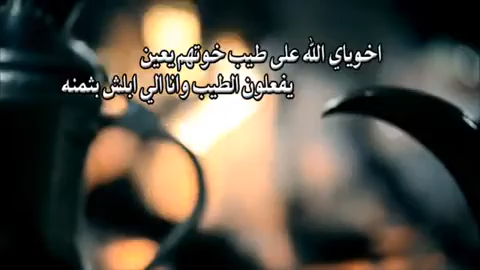 اخوياي الله على طيب خوتهم يعين
يفعلون الطيب وانا الي ابلش بثمنه